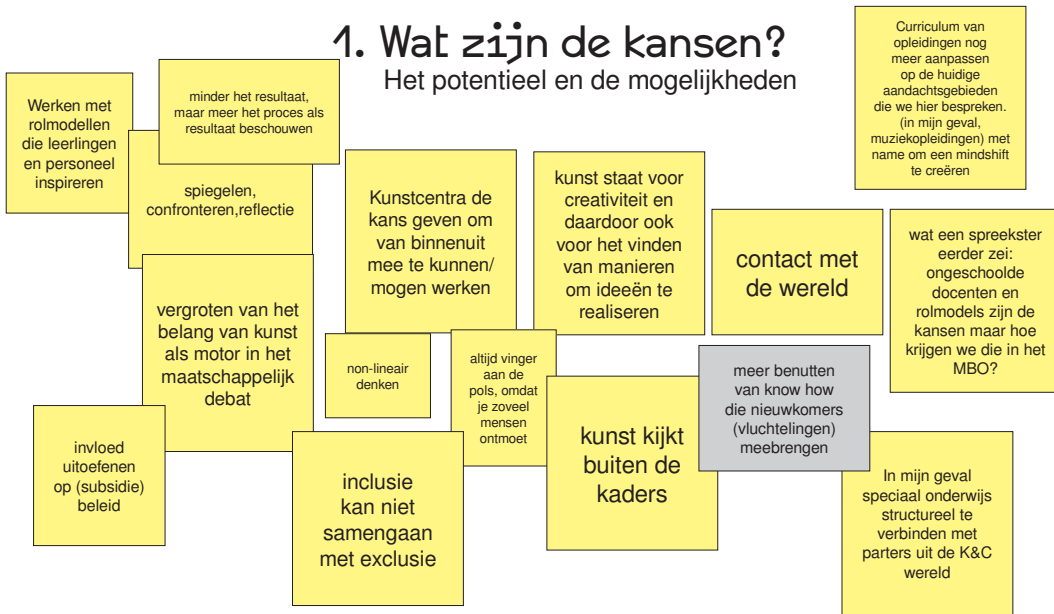 1. Wat zijn de kansen?
Het potentieel en de mogelijkheden
Curriculum van
opleidingen nog
meer aanpassen
op de huidige
aandachtsgebieden
die we hier bespreken.
(in mijn geval,
muziekopleidingen) met
name om een mindshift
te creëren
Werken met
rolmodellen
die leerlingen
en personeel
inspireren
minder het resultaat,
maar meer het proces als
resultaat beschouwen
spiegelen,
confronteren,reflectie
Kunstcentra de
kans geven om
van binnenuit
mee te kunnen/
mogen werken
kunst staat voor
creativiteit en
daardoor ook
voor het vinden
van manieren
om ideeën te
realiseren
contact met
de wereld
wat een spreekster
eerder zei:
ongeschoolde
docenten en
rolmodels zijn de
kansen maar hoe
krijgen we die in het
MBO?
vergroten van het
belang van kunst
als motor in het
maatschappelijk
debat
non-lineair
denken
altijd vinger
aan de
pols, omdat
je zoveel
mensen
ontmoet
meer benutten
van know how
die nieuwkomers
(vluchtelingen)
meebrengen
invloed
uitoefenen
op (subsidie)
beleid
inclusie
kan niet
samengaan
met exclusie
kunst kijkt
buiten de
kaders
In mijn geval
speciaal onderwijs
structureel te
verbinden met
parters uit de K&C
wereld